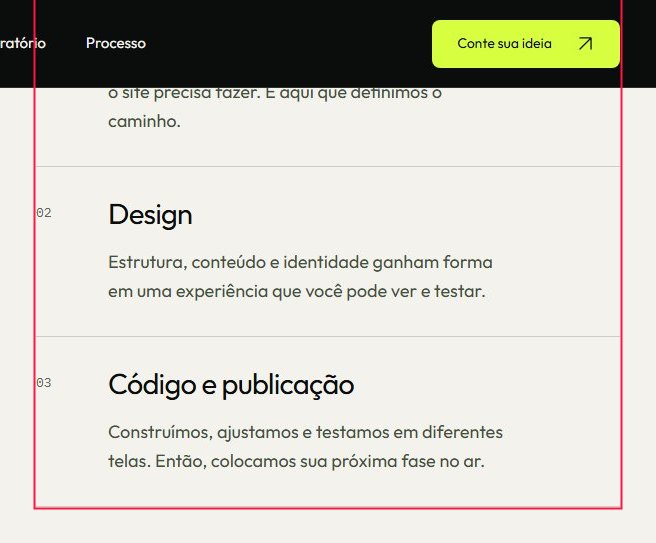 ratório
Processo
Conte sua ideia
o site precisa fazer. É aqui que definimos o
caminho.
02
Design
Estrutura, conteúdo e identidade ganham forma
em uma experiência que você pode ver e testar.
03
Código e publicação
Construímos, ajustamos e testamos em diferentes
telas. Então, colocamos sua próxima fase no ar.